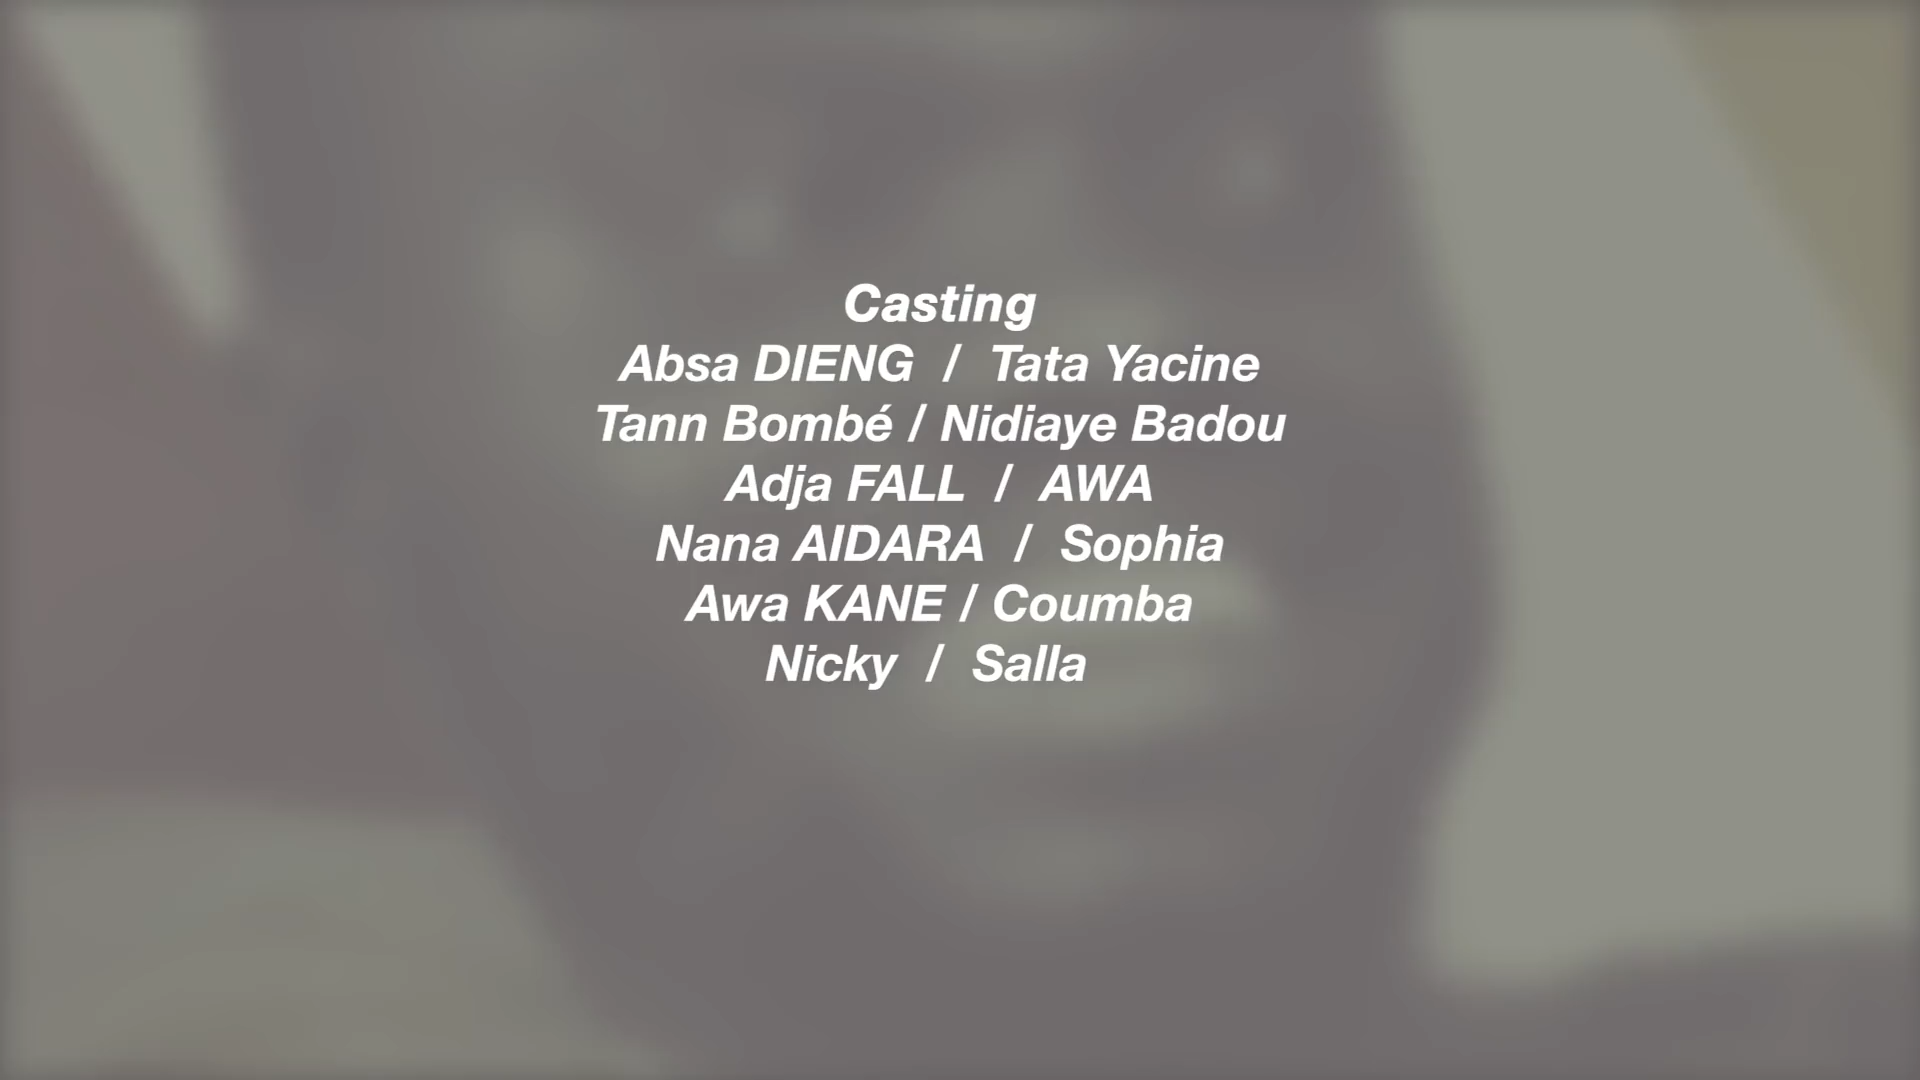 Casting
Absa DIENG / Tata Yacine
Tann Bombé / Nidiaye Badou
Adja FALL / AWA
Nana AIDARA / Sophia
Awa KANE / Coumba
Nicky / Salla